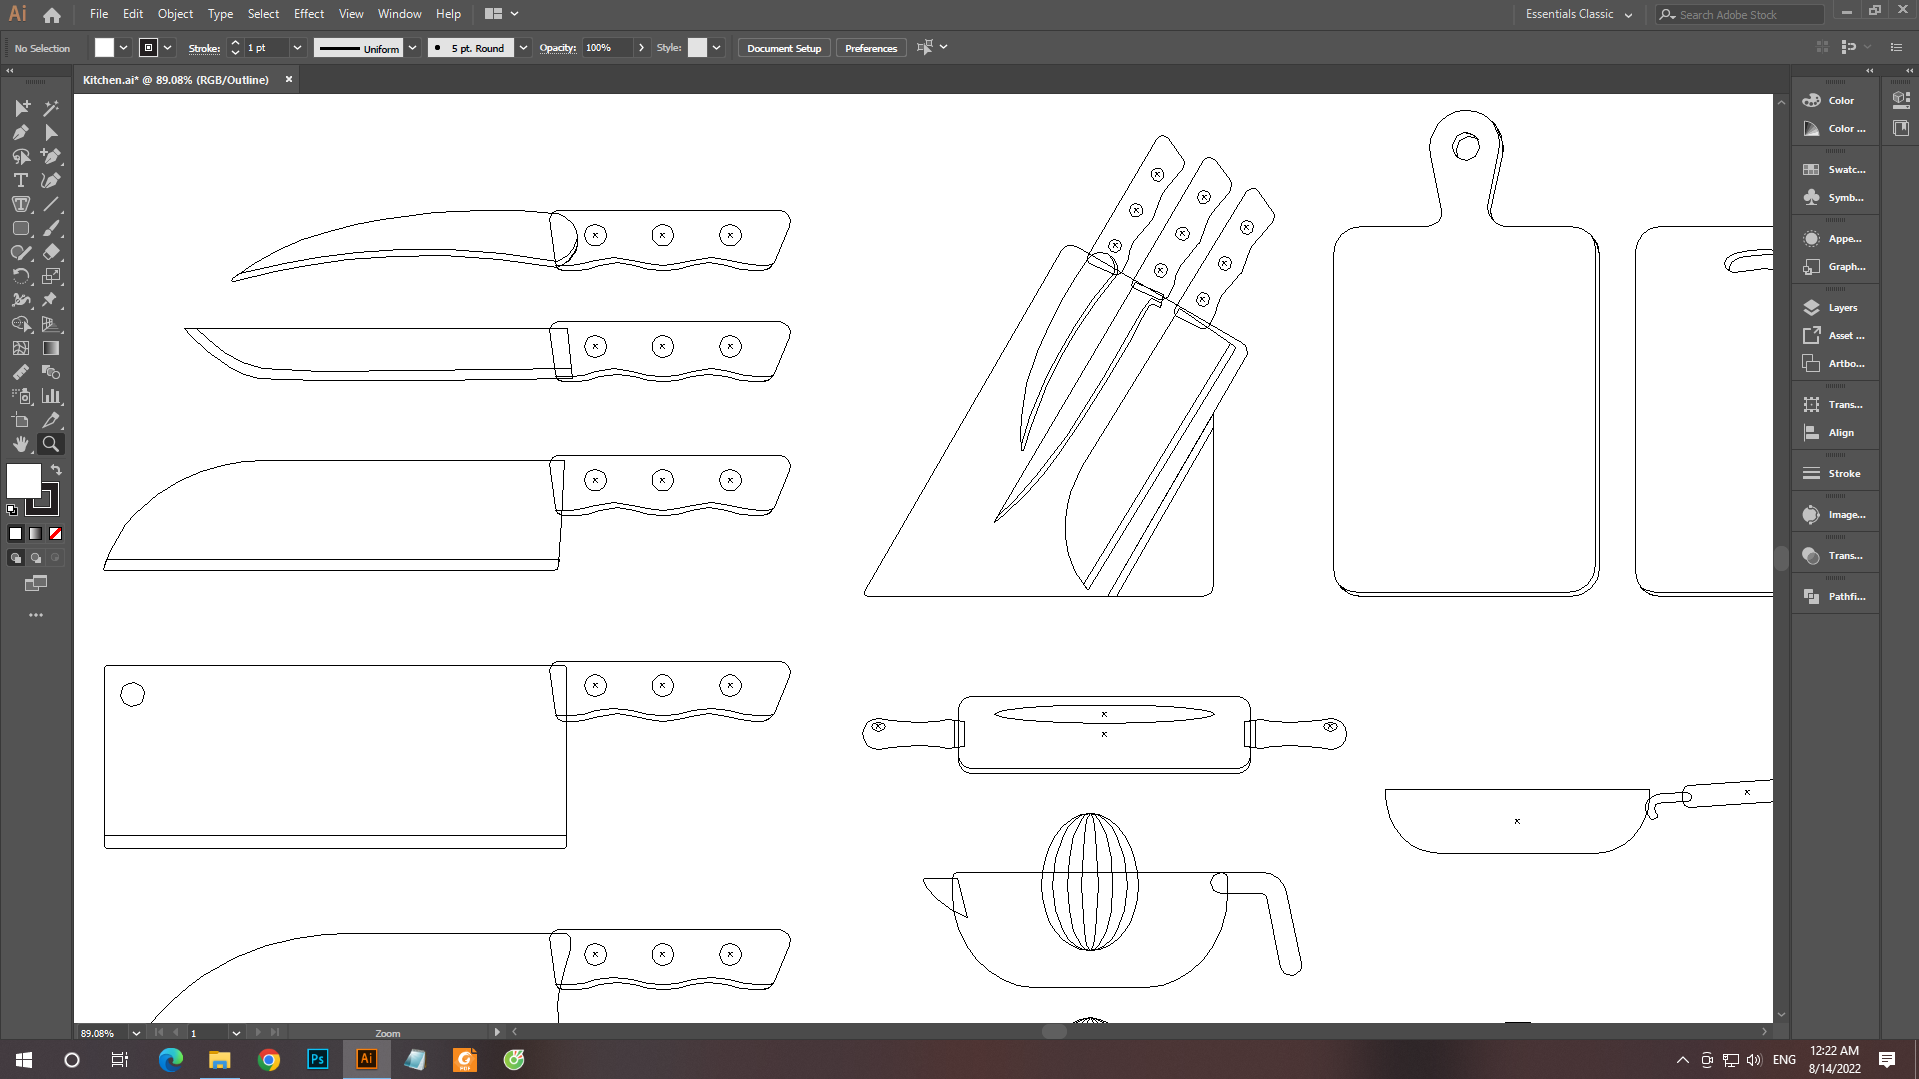 Ai File Edit Object Type Select Effect View Window Help Essentials Classic Search Adobe Stock
No Selection Stroke: 1 pt Uniform 5 pt. Round Opacity: 100% Style: Document Setup Preferences
Kitchen.ai* @ 89.08% (RGB/Outline)
Color
Color ...
Swatc...
Symb...
Appe...
Graph...
Layers
Asset ...
Artbo...
Trans...
Align
Stroke
Image...
Trans...
Pathfi...
89.08% 1 Zoom
Ps Ai PDF ENG 12:22 AM
8/14/2022